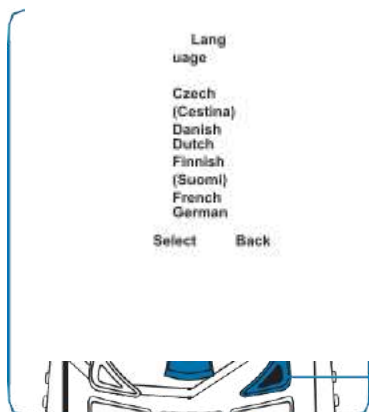 Lang
uage
Czech
(Cestina)
Danish
Dutch
Finnish
(Suomi)
French
German
Select Back